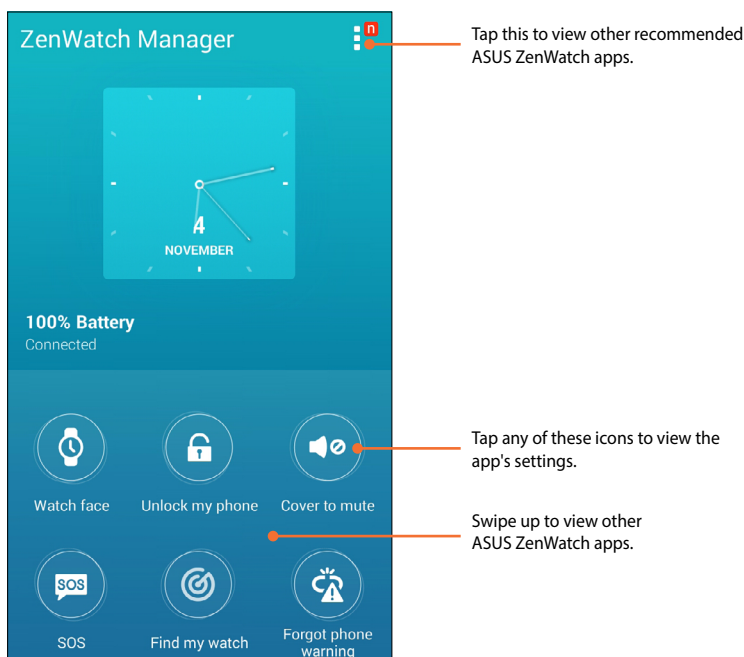 ZenWatch Manager
n
Tap this to view other recommended
ASUS ZenWatch apps.
4
NOVEMBER
100% Battery
Connected
Tap any of these icons to view the
app's settings.
Watch face
Unlock my phone
Cover to mute
Swipe up to view other
ASUS ZenWatch apps.
SOS
SOS
Find my watch
Forgot phone
warning